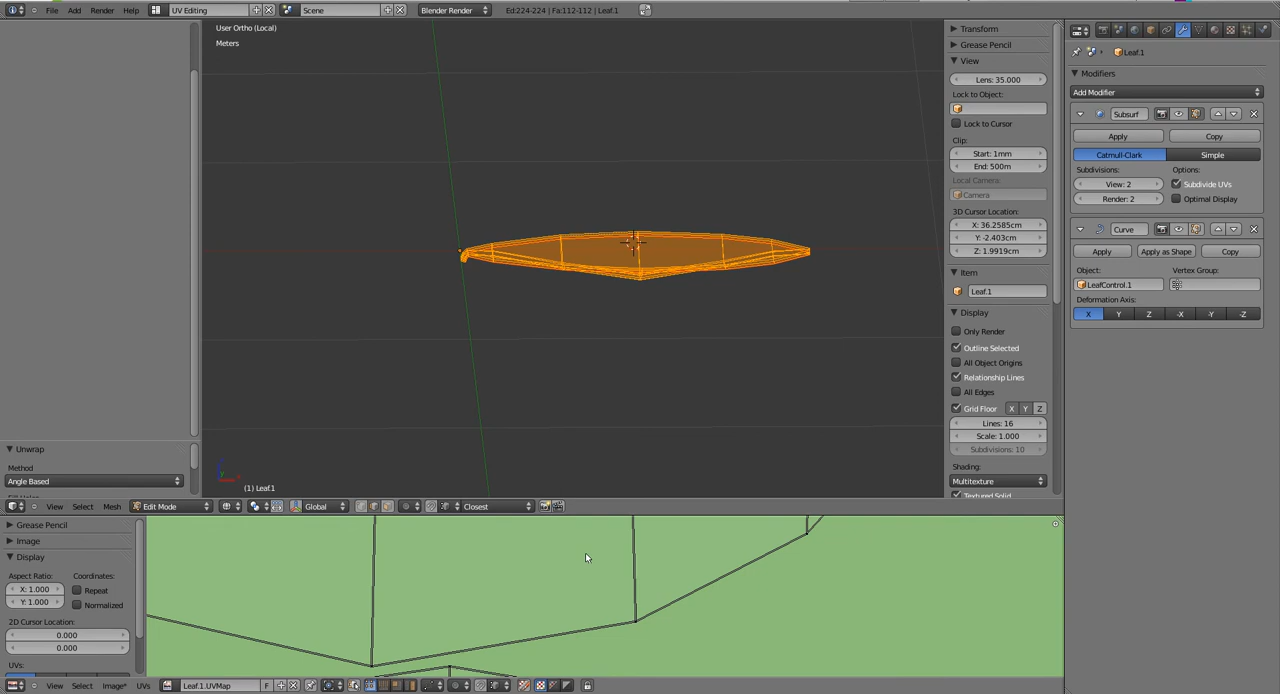 File Render Window Help UV Editing Scene Blender Render Ed:224-224 | Fa:112-112 | Leaf.1
User Ortho (Local)
Meters
(1) Leaf.1
Unwrap
Method
Angle Based
Transform
Grease Pencil
View
Lens: 35.000
Lock to Object:
Lock to Cursor
Clip:
Start: 1mm
End: 500m
Local Camera:
Camera
3D Cursor Location:
X: 36.2585cm
Y: -2.403cm
Z: 1.9919cm
Item
Leaf.1
Display
Only Render
Outline Selected
All Object Origins
Relationship Lines
All Edges
Grid Floor X Y Z
Lines: 16
Scale: 1.000
Subdivisions: 10
Shading:
Multitexture
Textured Solid
Leaf.1
Modifiers
Add Modifier
Subsurf
Apply Copy
Catmull-Clark Simple
Subdivisions: Options:
View: 2 Subdivide UVs
Render: 2 Optimal Display
Curve
Apply Apply as Shape Copy
Object: Vertex Group:
LeafControl.1
Deformation Axis:
X Y Z -X -Y -Z
View Select Mesh Edit Mode Global Closest
Grease Pencil
Image
Display
Aspect Ratio: Coordinates:
X: 1.000 Repeat
Y: 1.000 Normalized
2D Cursor Location:
0.000
0.000
UVs:
View Select Image* UVs Leaf.1.UVMap F